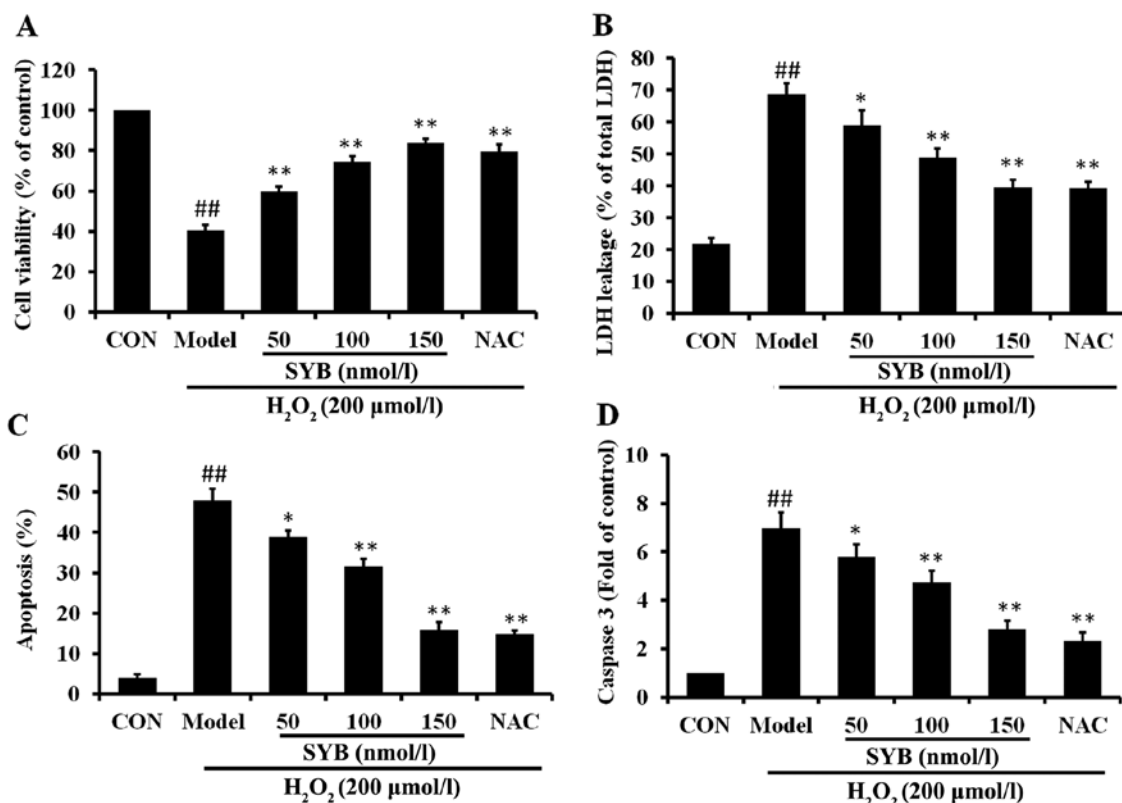 A
Cell viability (% of control)
120
100
80
60
40
20
0
##
**
**
**
**
CON Model 50 100 150 NAC
SYB (nmol/l)
H₂O₂ (200 μmol/l)
B
LDH leakage (% of total LDH)
80
70
60
50
40
30
20
10
0
##
*
**
**
**
CON Model 50 100 150 NAC
SYB (nmol/l)
H₂O₂ (200 μmol/l)
C
Apoptosis (%)
60
50
40
30
20
10
0
##
*
**
**
**
CON Model 50 100 150 NAC
SYB (nmol/l)
H₂O₂ (200 μmol/l)
D
Caspase 3 (Fold of control)
10
8
6
4
2
0
##
*
**
**
**
CON Model 50 100 150 NAC
SYB (nmol/l)
H₂O₂ (200 μmol/l)